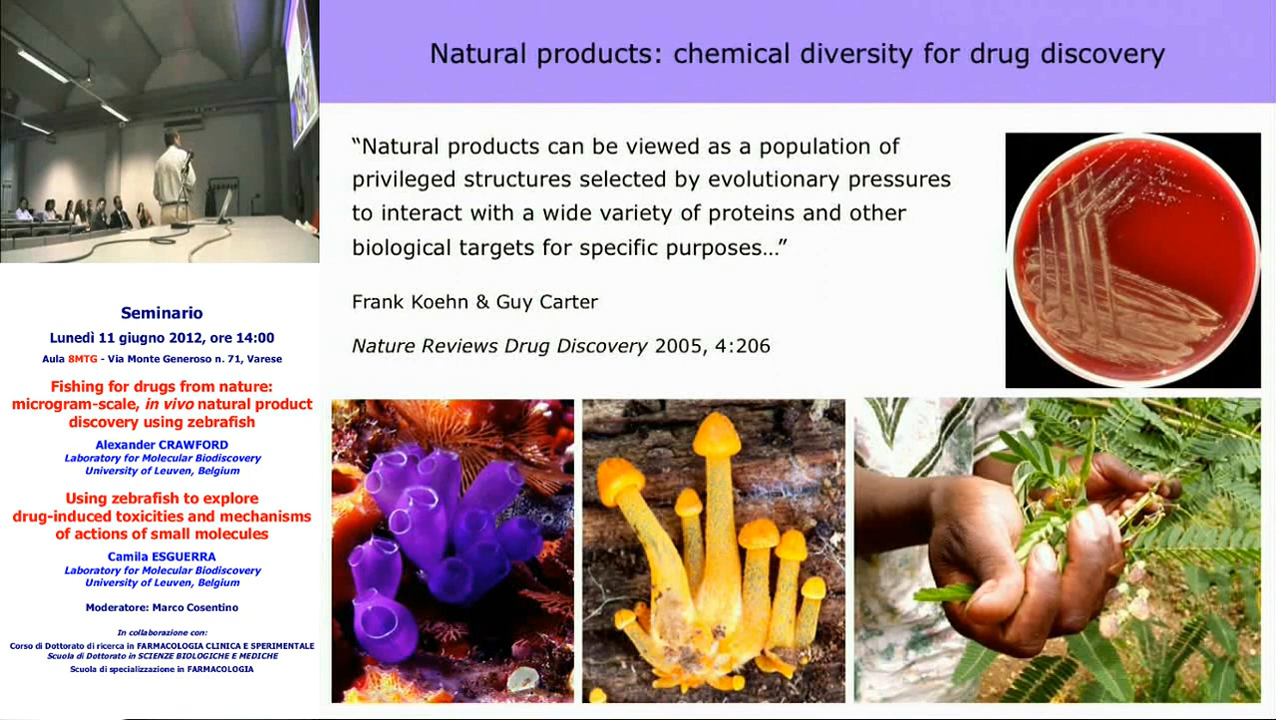 Natural products: chemical diversity for drug discovery
“Natural products can be viewed as a population of
privileged structures selected by evolutionary pressures
to interact with a wide variety of proteins and other
biological targets for specific purposes…”
Frank Koehn & Guy Carter
Nature Reviews Drug Discovery 2005, 4:206
Seminario
Lunedì 11 giugno 2012, ore 14:00
Aula 8MTG - Via Monte Generoso n. 71, Varese
Fishing for drugs from nature:
microgram-scale, in vivo natural product
discovery using zebrafish
Alexander CRAWFORD
Laboratory for Molecular Biodiscovery
University of Leuven, Belgium
Using zebrafish to explore
drug-induced toxicities and mechanisms
of actions of small molecules
Camila ESGUERRA
Laboratory for Molecular Biodiscovery
University of Leuven, Belgium
Moderatore: Marco Cosentino
In collaborazione con:
Corso di Dottorato di ricerca in FARMACOLOGIA CLINICA E SPERIMENTALE
Scuola di Dottorato in SCIENZE BIOLOGICHE E MEDICHE
Scuola di specializzazione in FARMACOLOGIA